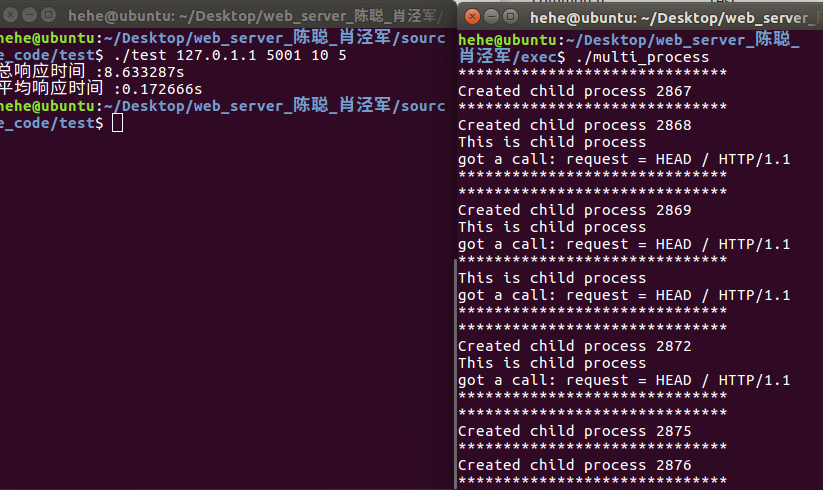 hehe@ubuntu: ~/Desktop/web_server_陈聪_肖泾军/s
hehe@ubuntu:~/Desktop/web_server_陈聪_肖泾军/sourc
e_code/test$ ./test 127.0.1.1 5001 10 5
总响应时间 :8.633287s
平均响应时间 :0.172666s
hehe@ubuntu:~/Desktop/web_server_陈聪_肖泾军/sourc
e_code/test$
hehe@ubuntu: ~/Desktop/web_server_
hehe@ubuntu:~/Desktop/web_server_陈聪_
肖泾军/exec$ ./multi_process
******************************
Created child process 2867
******************************
Created child process 2868
This is child process
got a call: request = HEAD / HTTP/1.1
******************************
******************************
Created child process 2869
This is child process
got a call: request = HEAD / HTTP/1.1
******************************
This is child process
got a call: request = HEAD / HTTP/1.1
******************************
******************************
Created child process 2872
This is child process
got a call: request = HEAD / HTTP/1.1
******************************
******************************
Created child process 2875
******************************
Created child process 2876
******************************